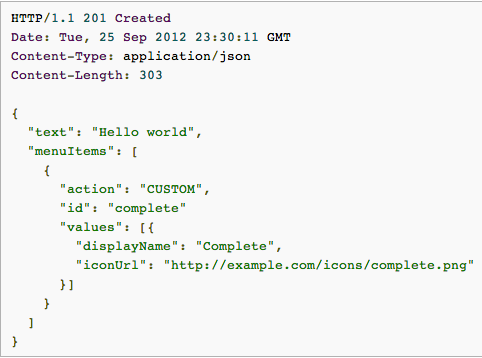 HTTP/1.1 201 Created
Date: Tue, 25 Sep 2012 23:30:11 GMT
Content-Type: application/json
Content-Length: 303

{
  "text": "Hello world",
  "menuItems": [
    {
      "action": "CUSTOM",
      "id": "complete"
      "values": [{
        "displayName": "Complete",
        "iconUrl": "http://example.com/icons/complete.png"
      }]
    }
  ]
}